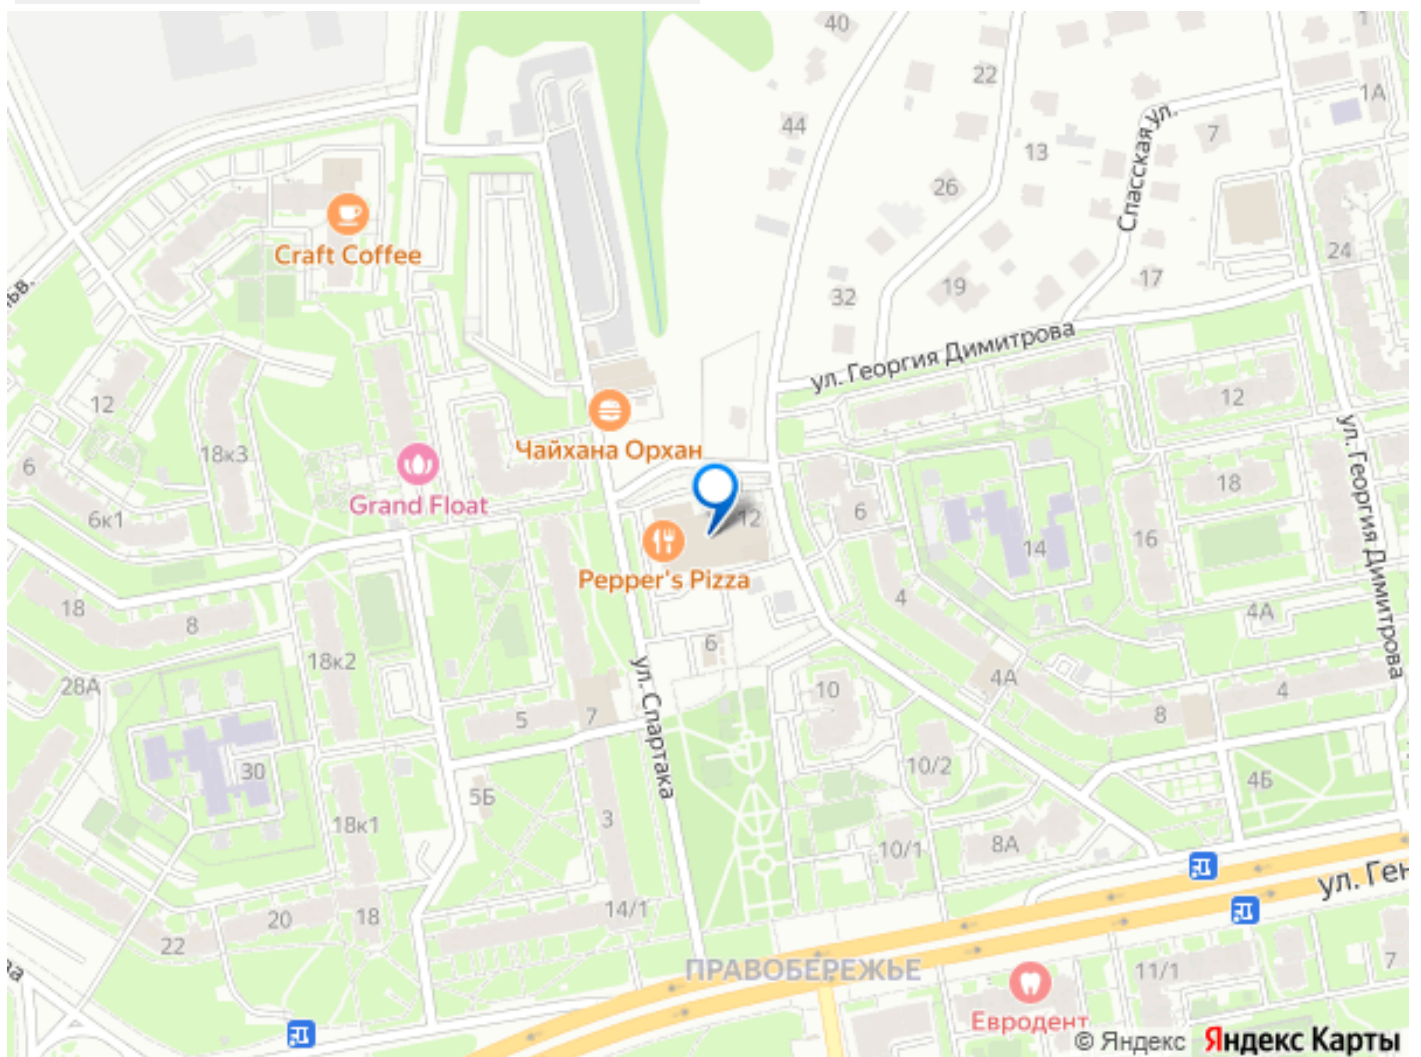 40
1
22
1А
44
13
7
Спасская ул.
26
Craft Coffee
24
17
19
32
ьв.
ул. Георгия Димитрова
12
12
Чайхана Орхан
18к3
6
Grand Float
18
ул. Георгия Димитрова
6к1
12
6
16
14
Pepper's Pizza
4
18
8
4А
6
18к2
ул. Спартака
4А
28А
10
4
5
7
8
30
10/2
4Б
5Б
3
18к1
8А
10/1
ул. Ген
14/1
20
18
22
ва
ПРАВОБЕРЕЖЬЕ
11/1
7
Евродент
© Яндекс Яндекс Карты